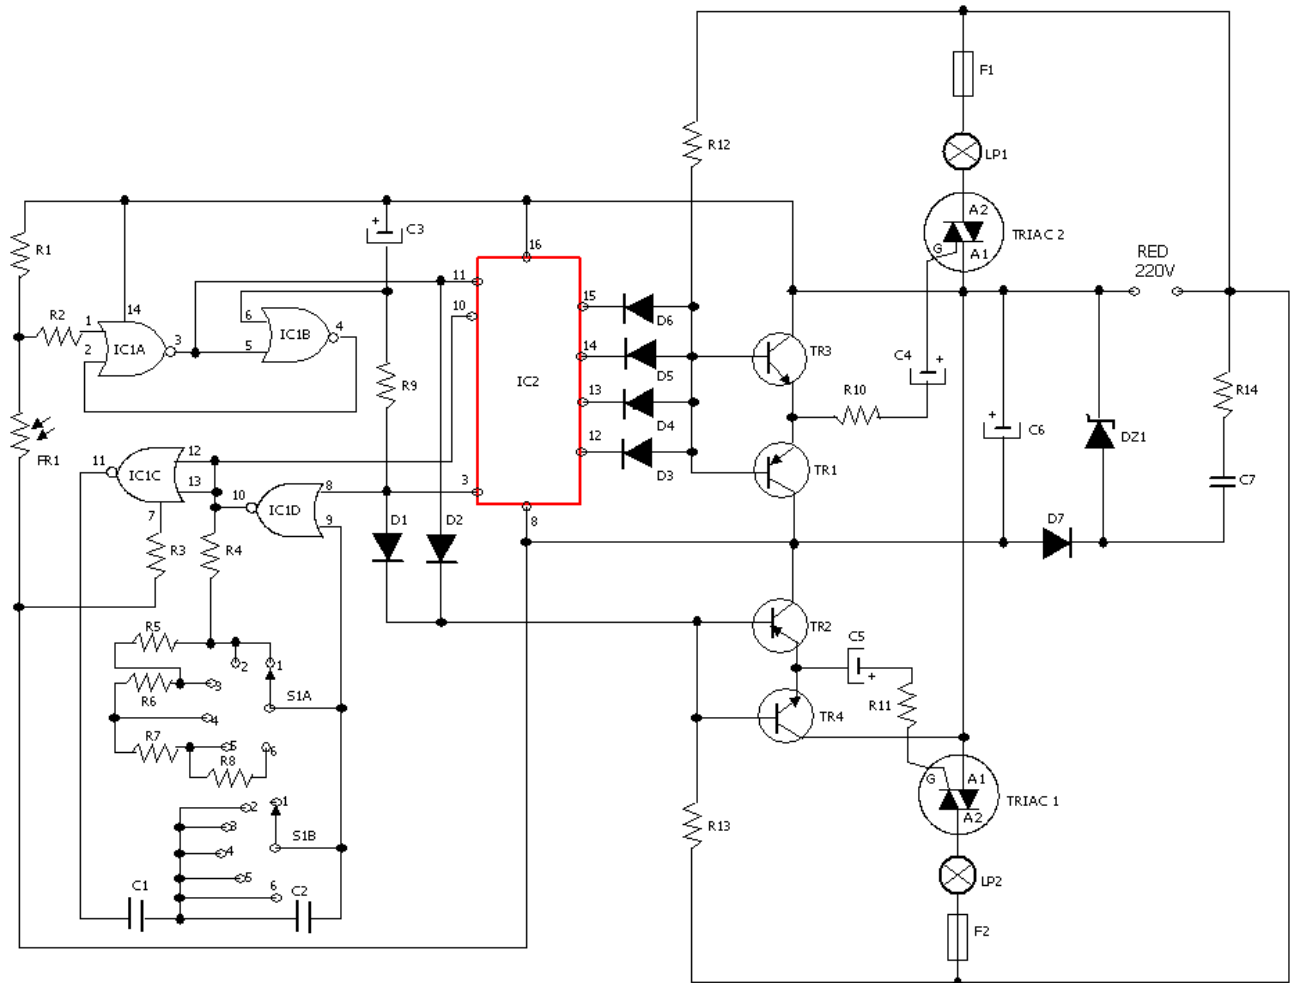 F1
R12
LP1
A2
TRIAC 2
G
A1
R1
+
C3
16
RED
220V
11
10
15
D6
14
R2
1
2
IC1A
3
6
5
IC1B
4
R9
14
D5
IC2
TR3
C4
+
R10
13
D4
+
C6
DZ1
R14
FR1
11
IC1C
12
13
7
10
IC1D
8
9
3
12
D3
TR1
C7
8
D1
D2
D7
R3
R4
R5
2
1
R6
3
S1A
4
R7
5
6
R8
TR2
C5
+
R11
TR4
G
A1
A2
TRIAC 1
2
1
3
S1B
4
5
6
R13
C1
C2
LP2
F2